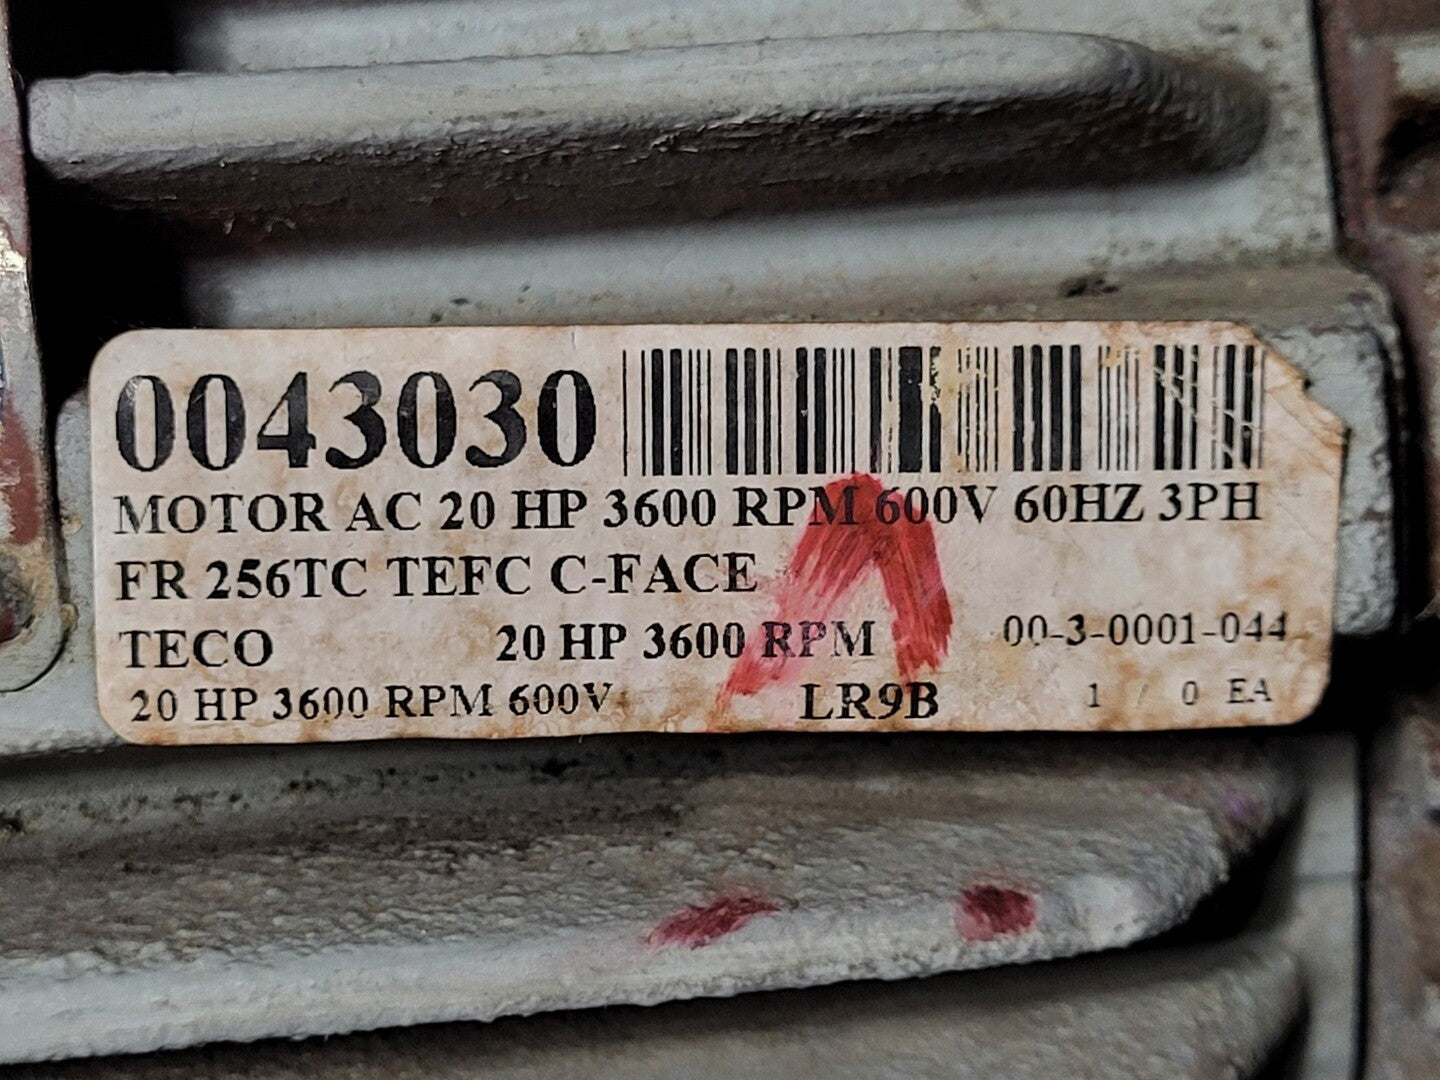 0043030
MOTOR AC 20 HP 3600 RPM 600V 60HZ 3PH
FR 256TC TEFC C-FACE
TECO 20 HP 3600 RPM 00-3-0001-044
20 HP 3600 RPM 600V LR9B 1 / 0 EA